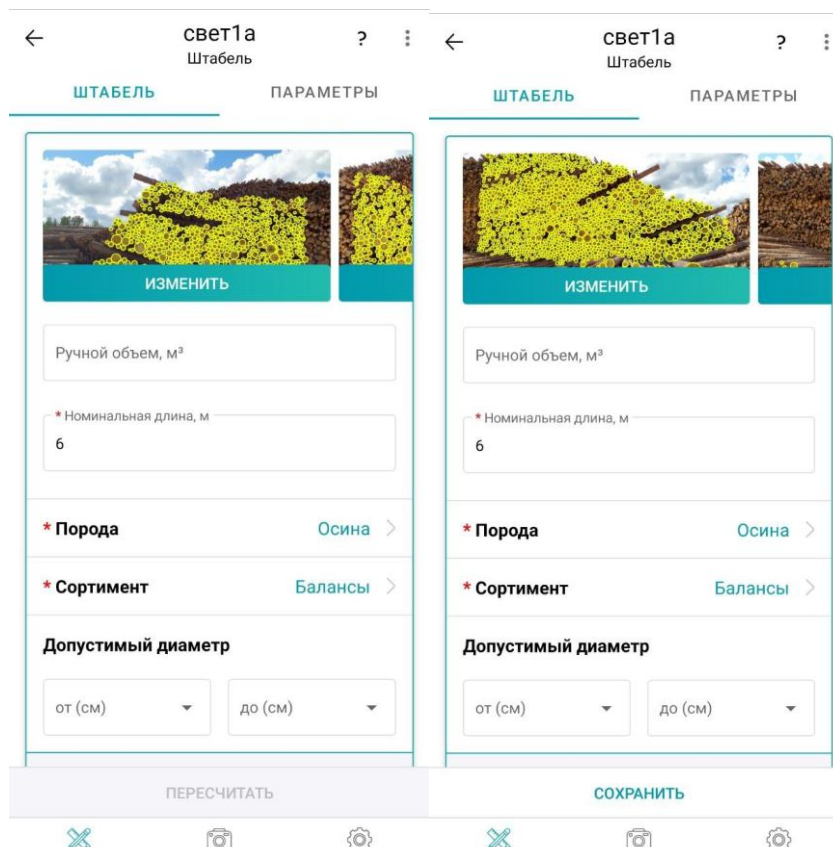 свет1а
?
Штабель
ШТАБЕЛЬ
ПАРАМЕТРЫ
ИЗМЕНИТЬ
Ручной объем, м³
* Номинальная длина, м
6
* Порода
Осина
* Сортимент
Балансы
Допустимый диаметр
от (см)
до (см)
ПЕРЕСЧИТАТЬ
свет1а
?
Штабель
ШТАБЕЛЬ
ПАРАМЕТРЫ
ИЗМЕНИТЬ
Ручной объем, м³
* Номинальная длина, м
6
* Порода
Осина
* Сортимент
Балансы
Допустимый диаметр
от (см)
до (см)
СОХРАНИТЬ